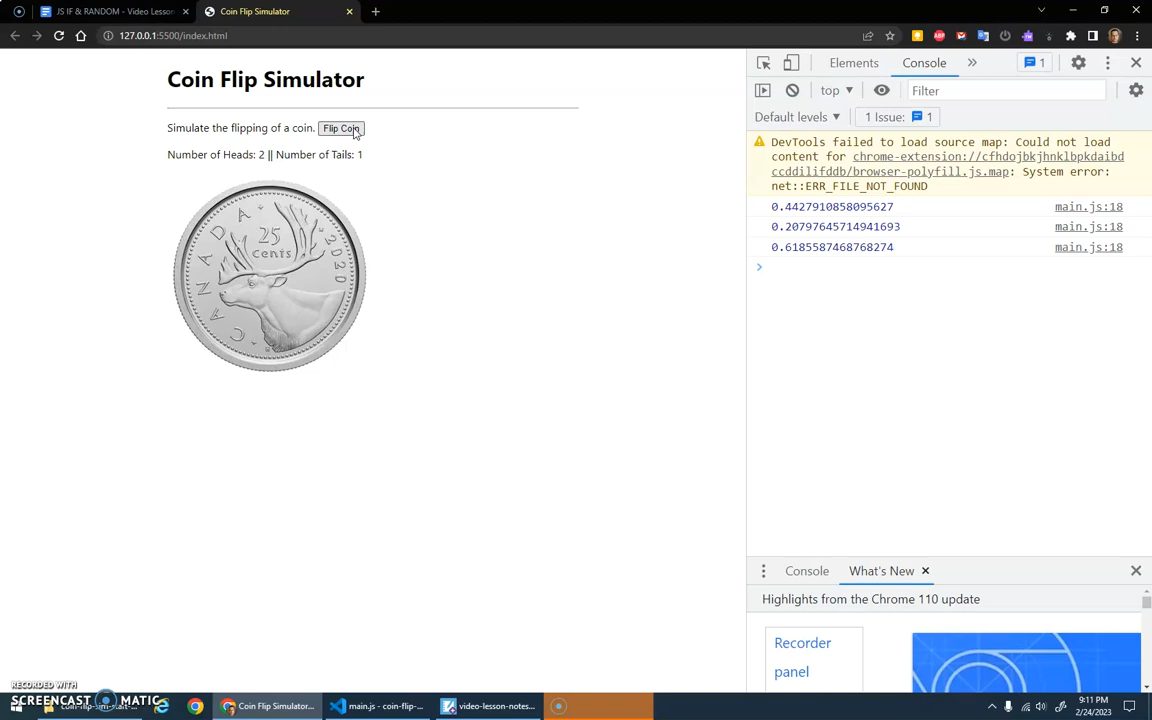 JS IF & RANDOM - Video Lesson
Coin Flip Simulator
127.0.0.1:5500/index.html
Coin Flip Simulator
Simulate the flipping of a coin. Flip Coin
Number of Heads: 2 || Number of Tails: 1
CANADA 25 cents 2020
Elements Console
1
top
Filter
Default levels
1 Issue: 1
DevTools failed to load source map: Could not load
content for chrome-extension://cfhdojbkjhnklbpkdaibd
ccddilifddb/browser-polyfill.js.map: System error:
net::ERR_FILE_NOT_FOUND
0.4427910858095627 main.js:18
0.20797645714941693 main.js:18
0.6185587468768274 main.js:18
Console What's New
Highlights from the Chrome 110 update
Recorder
panel
RECORDED WITH
SCREENCAST MATIC
Coin Flip Simulator...
main.js - coin-flip-...
video-lesson-notes...
9:11 PM
2/24/2023